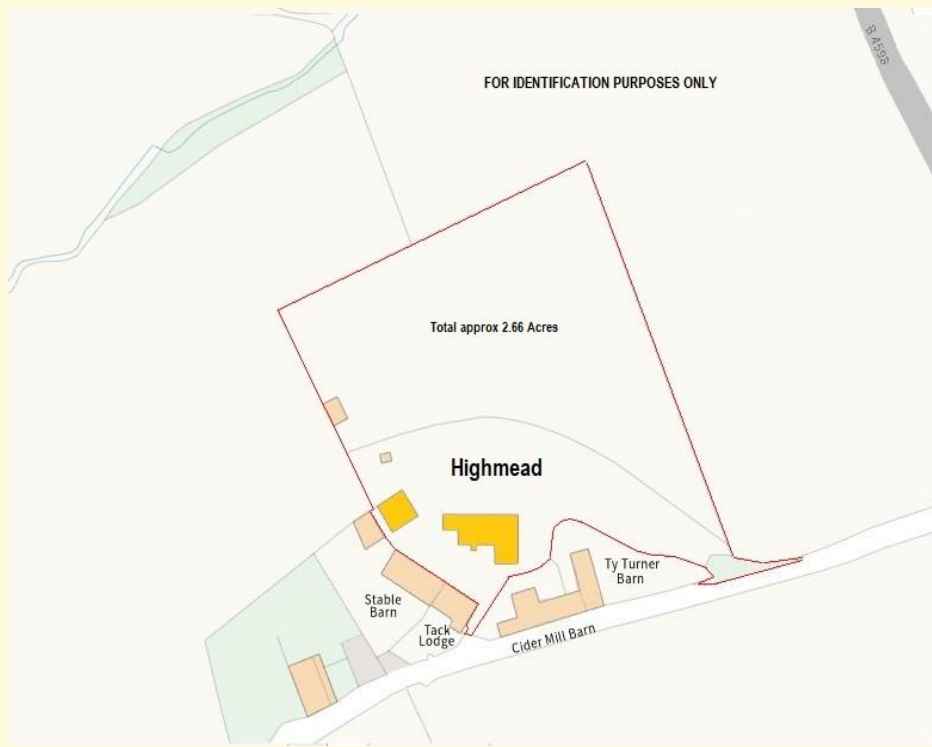 B 4598
FOR IDENTIFICATION PURPOSES ONLY
Total approx 2.66 Acres
Highmead
Ty Turner
Barn
Stable
Barn
Tack
Lodge
Cider Mill Barn